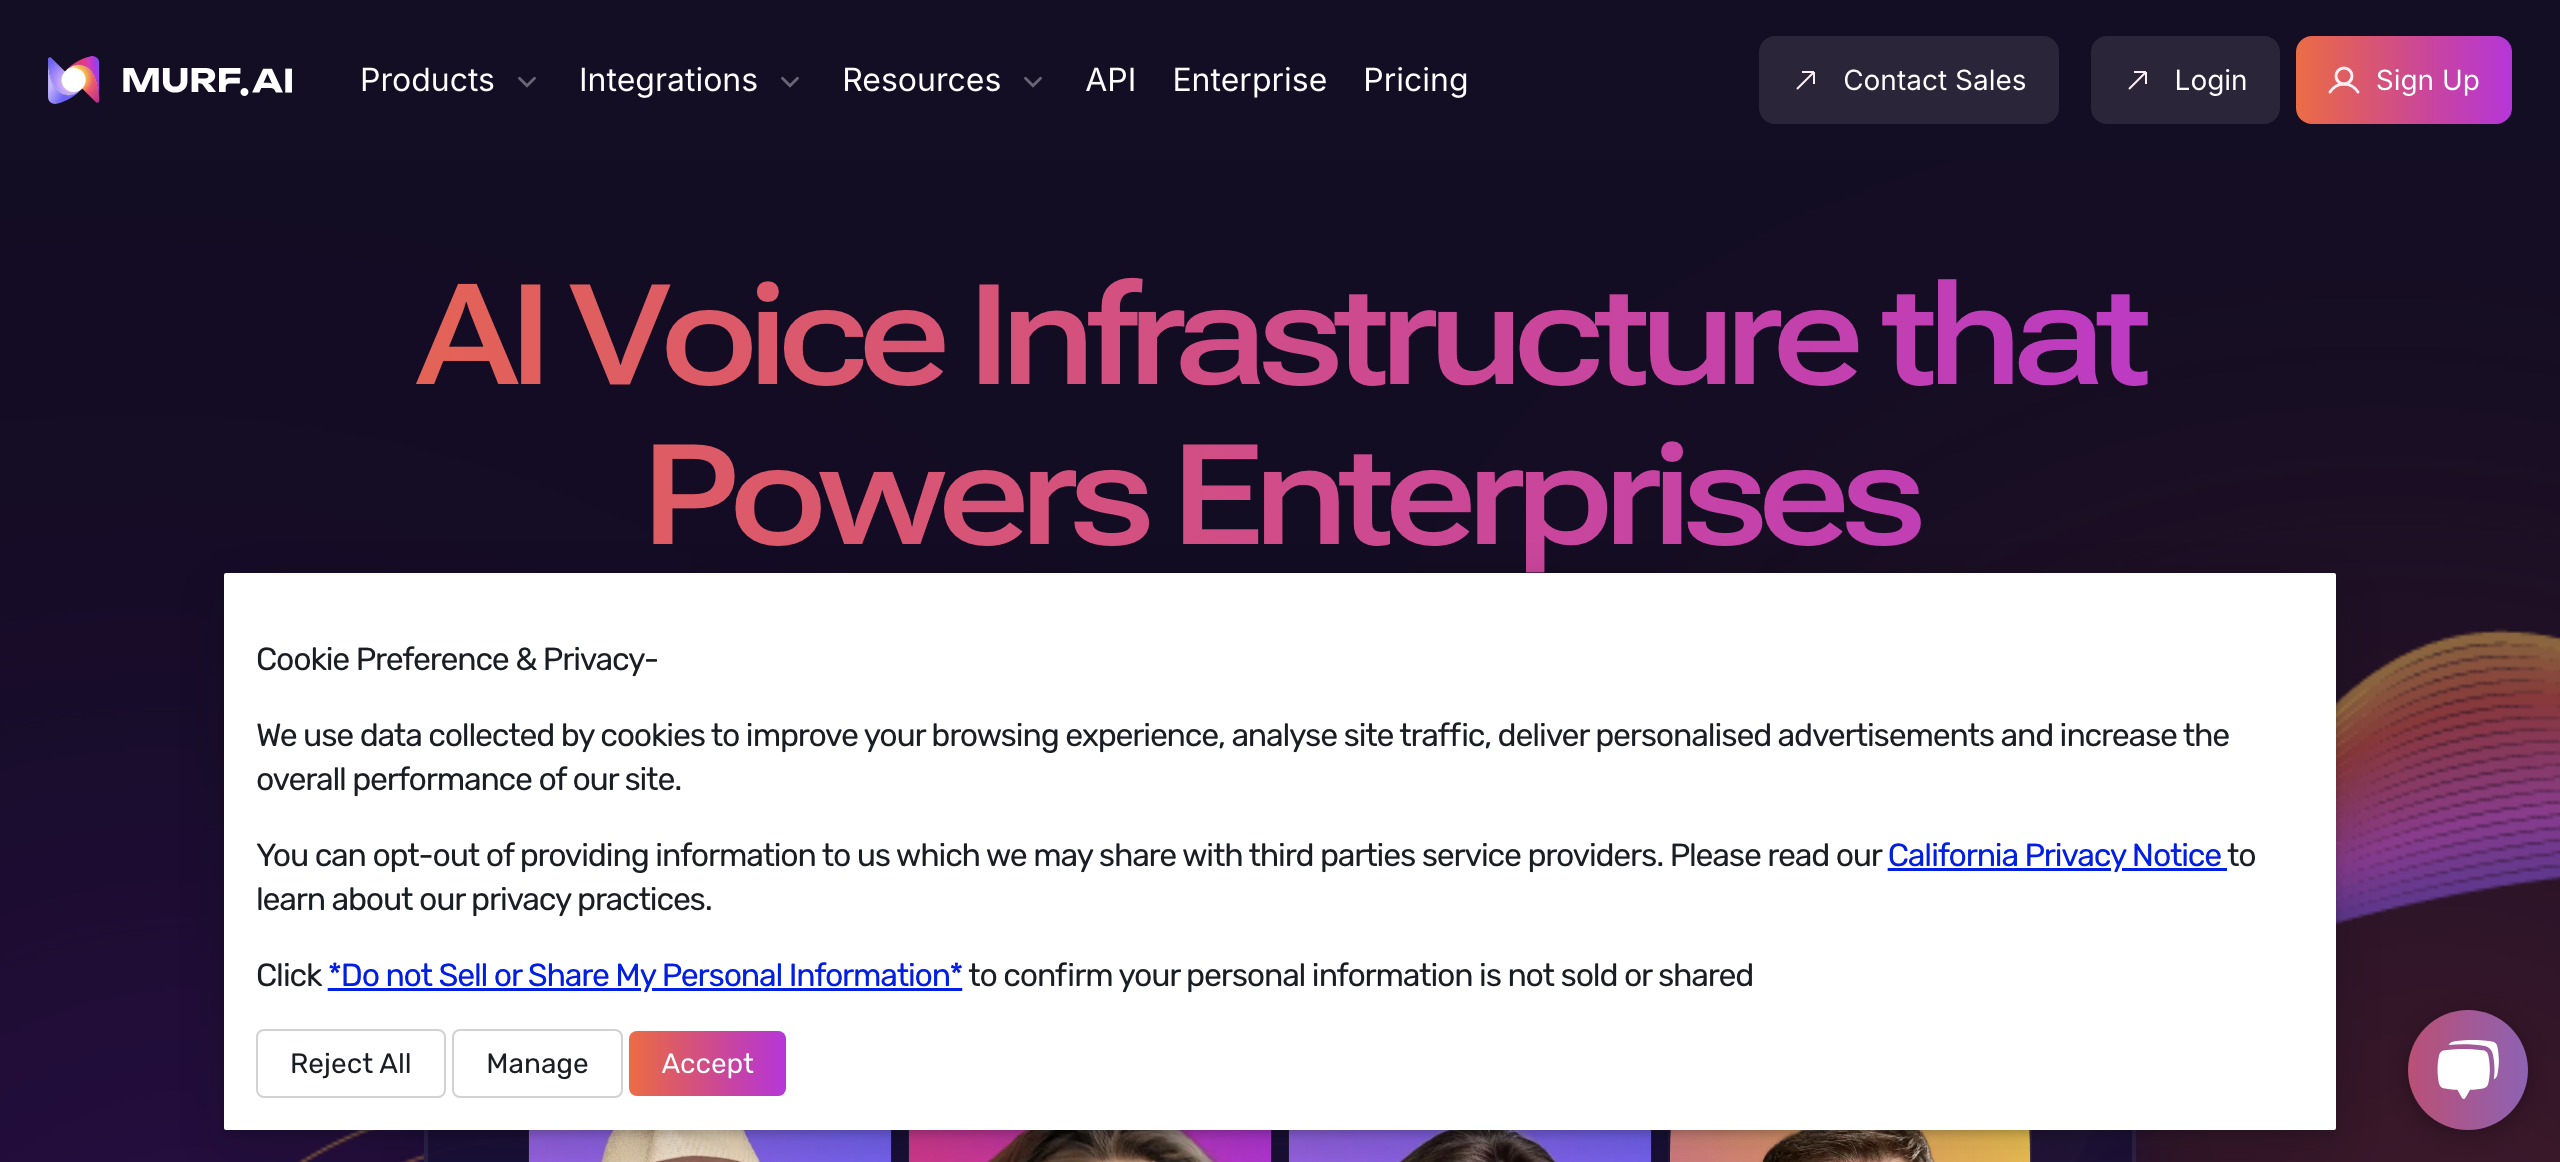 MURF.AI
Products
Integrations
Resources
API
Enterprise
Pricing
Contact Sales
Login
Sign Up
AI Voice Infrastructure that
Powers Enterprises
Cookie Preference & Privacy-
We use data collected by cookies to improve your browsing experience, analyse site traffic, deliver personalised advertisements and increase the
overall performance of our site.
You can opt-out of providing information to us which we may share with third parties service providers. Please read our California Privacy Notice to
learn about our privacy practices.
Click *Do not Sell or Share My Personal Information* to confirm your personal information is not sold or shared
Reject All
Manage
Accept